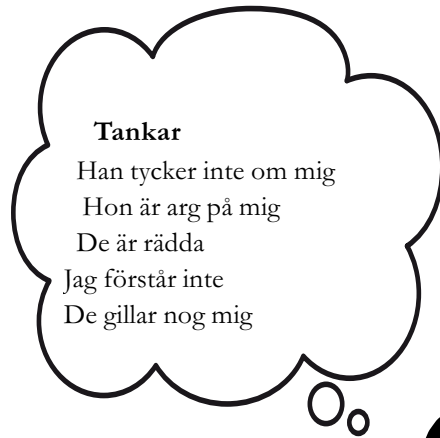 Tankar
Han tycker inte om mig
Hon är arg på mig
De är rädda
Jag förstår inte
De gillar nog mig